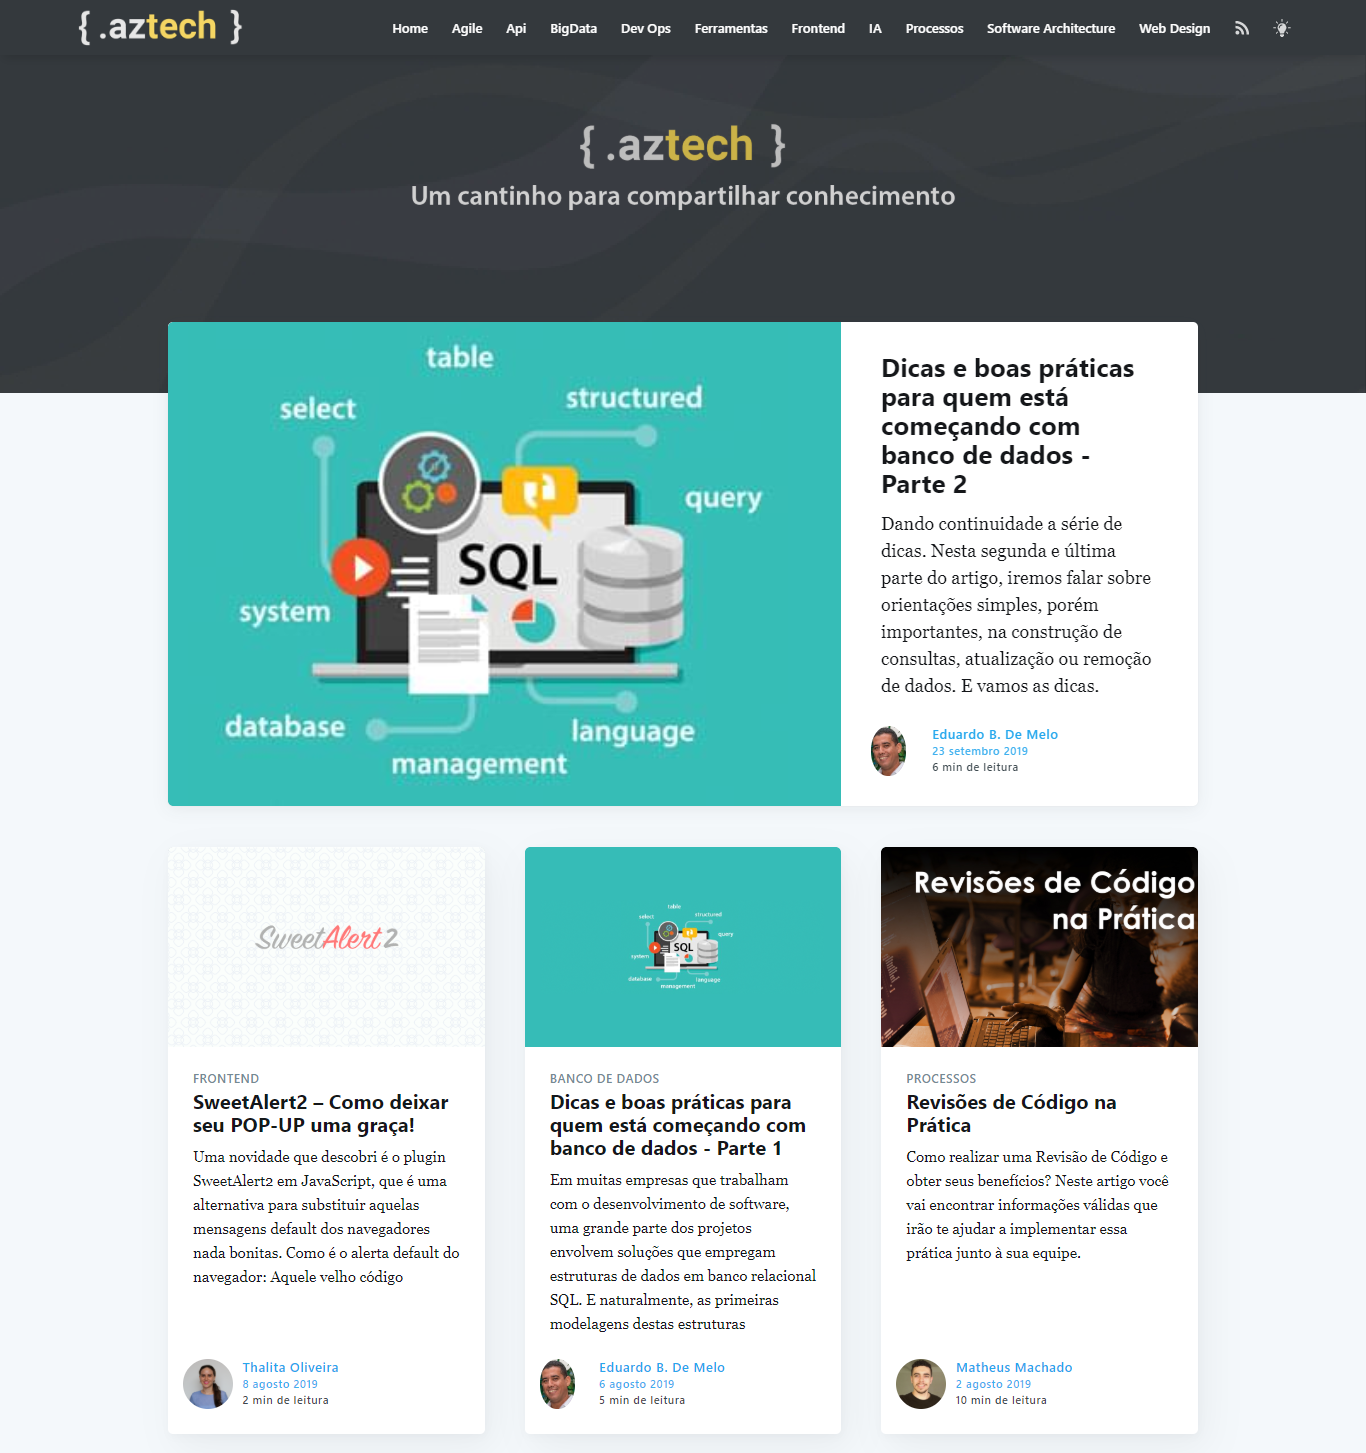 { .aztech }
Home Agile Api BigData Dev Ops Ferramentas Frontend IA Processos Software Architecture Web Design
{ .aztech }
Um cantinho para compartilhar conhecimento
table
select
structured
query
SQL
system
database
language
management
Dicas e boas práticas
para quem está
começando com
banco de dados -
Parte 2
Dando continuidade a série de
dicas. Nesta segunda e última
parte do artigo, iremos falar sobre
orientações simples, porém
importantes, na construção de
consultas, atualização ou remoção
de dados. E vamos as dicas.
Eduardo B. De Melo
23 setembro 2019
6 min de leitura
SweetAlert2
FRONTEND
SweetAlert2 – Como deixar
seu POP-UP uma graça!
Uma novidade que descobri é o plugin
SweetAlert2 em JavaScript, que é uma
alternativa para substituir aquelas
mensagens default dos navegadores
nada bonitas. Como é o alerta default do
navegador: Aquele velho código
Thalita Oliveira
8 agosto 2019
2 min de leitura
table
select
structured
query
SQL
system
database
language
management
BANCO DE DADOS
Dicas e boas práticas para
quem está começando com
banco de dados - Parte 1
Em muitas empresas que trabalham
com o desenvolvimento de software,
uma grande parte dos projetos
envolvem soluções que empregam
estruturas de dados em banco relacional
SQL. E naturalmente, as primeiras
modelagens destas estruturas
Eduardo B. De Melo
6 agosto 2019
5 min de leitura
Revisões de Código
na Prática
PROCESSOS
Revisões de Código na
Prática
Como realizar uma Revisão de Código e
obter seus benefícios? Neste artigo você
vai encontrar informações válidas que
irão te ajudar a implementar essa
prática junto à sua equipe.
Matheus Machado
2 agosto 2019
10 min de leitura